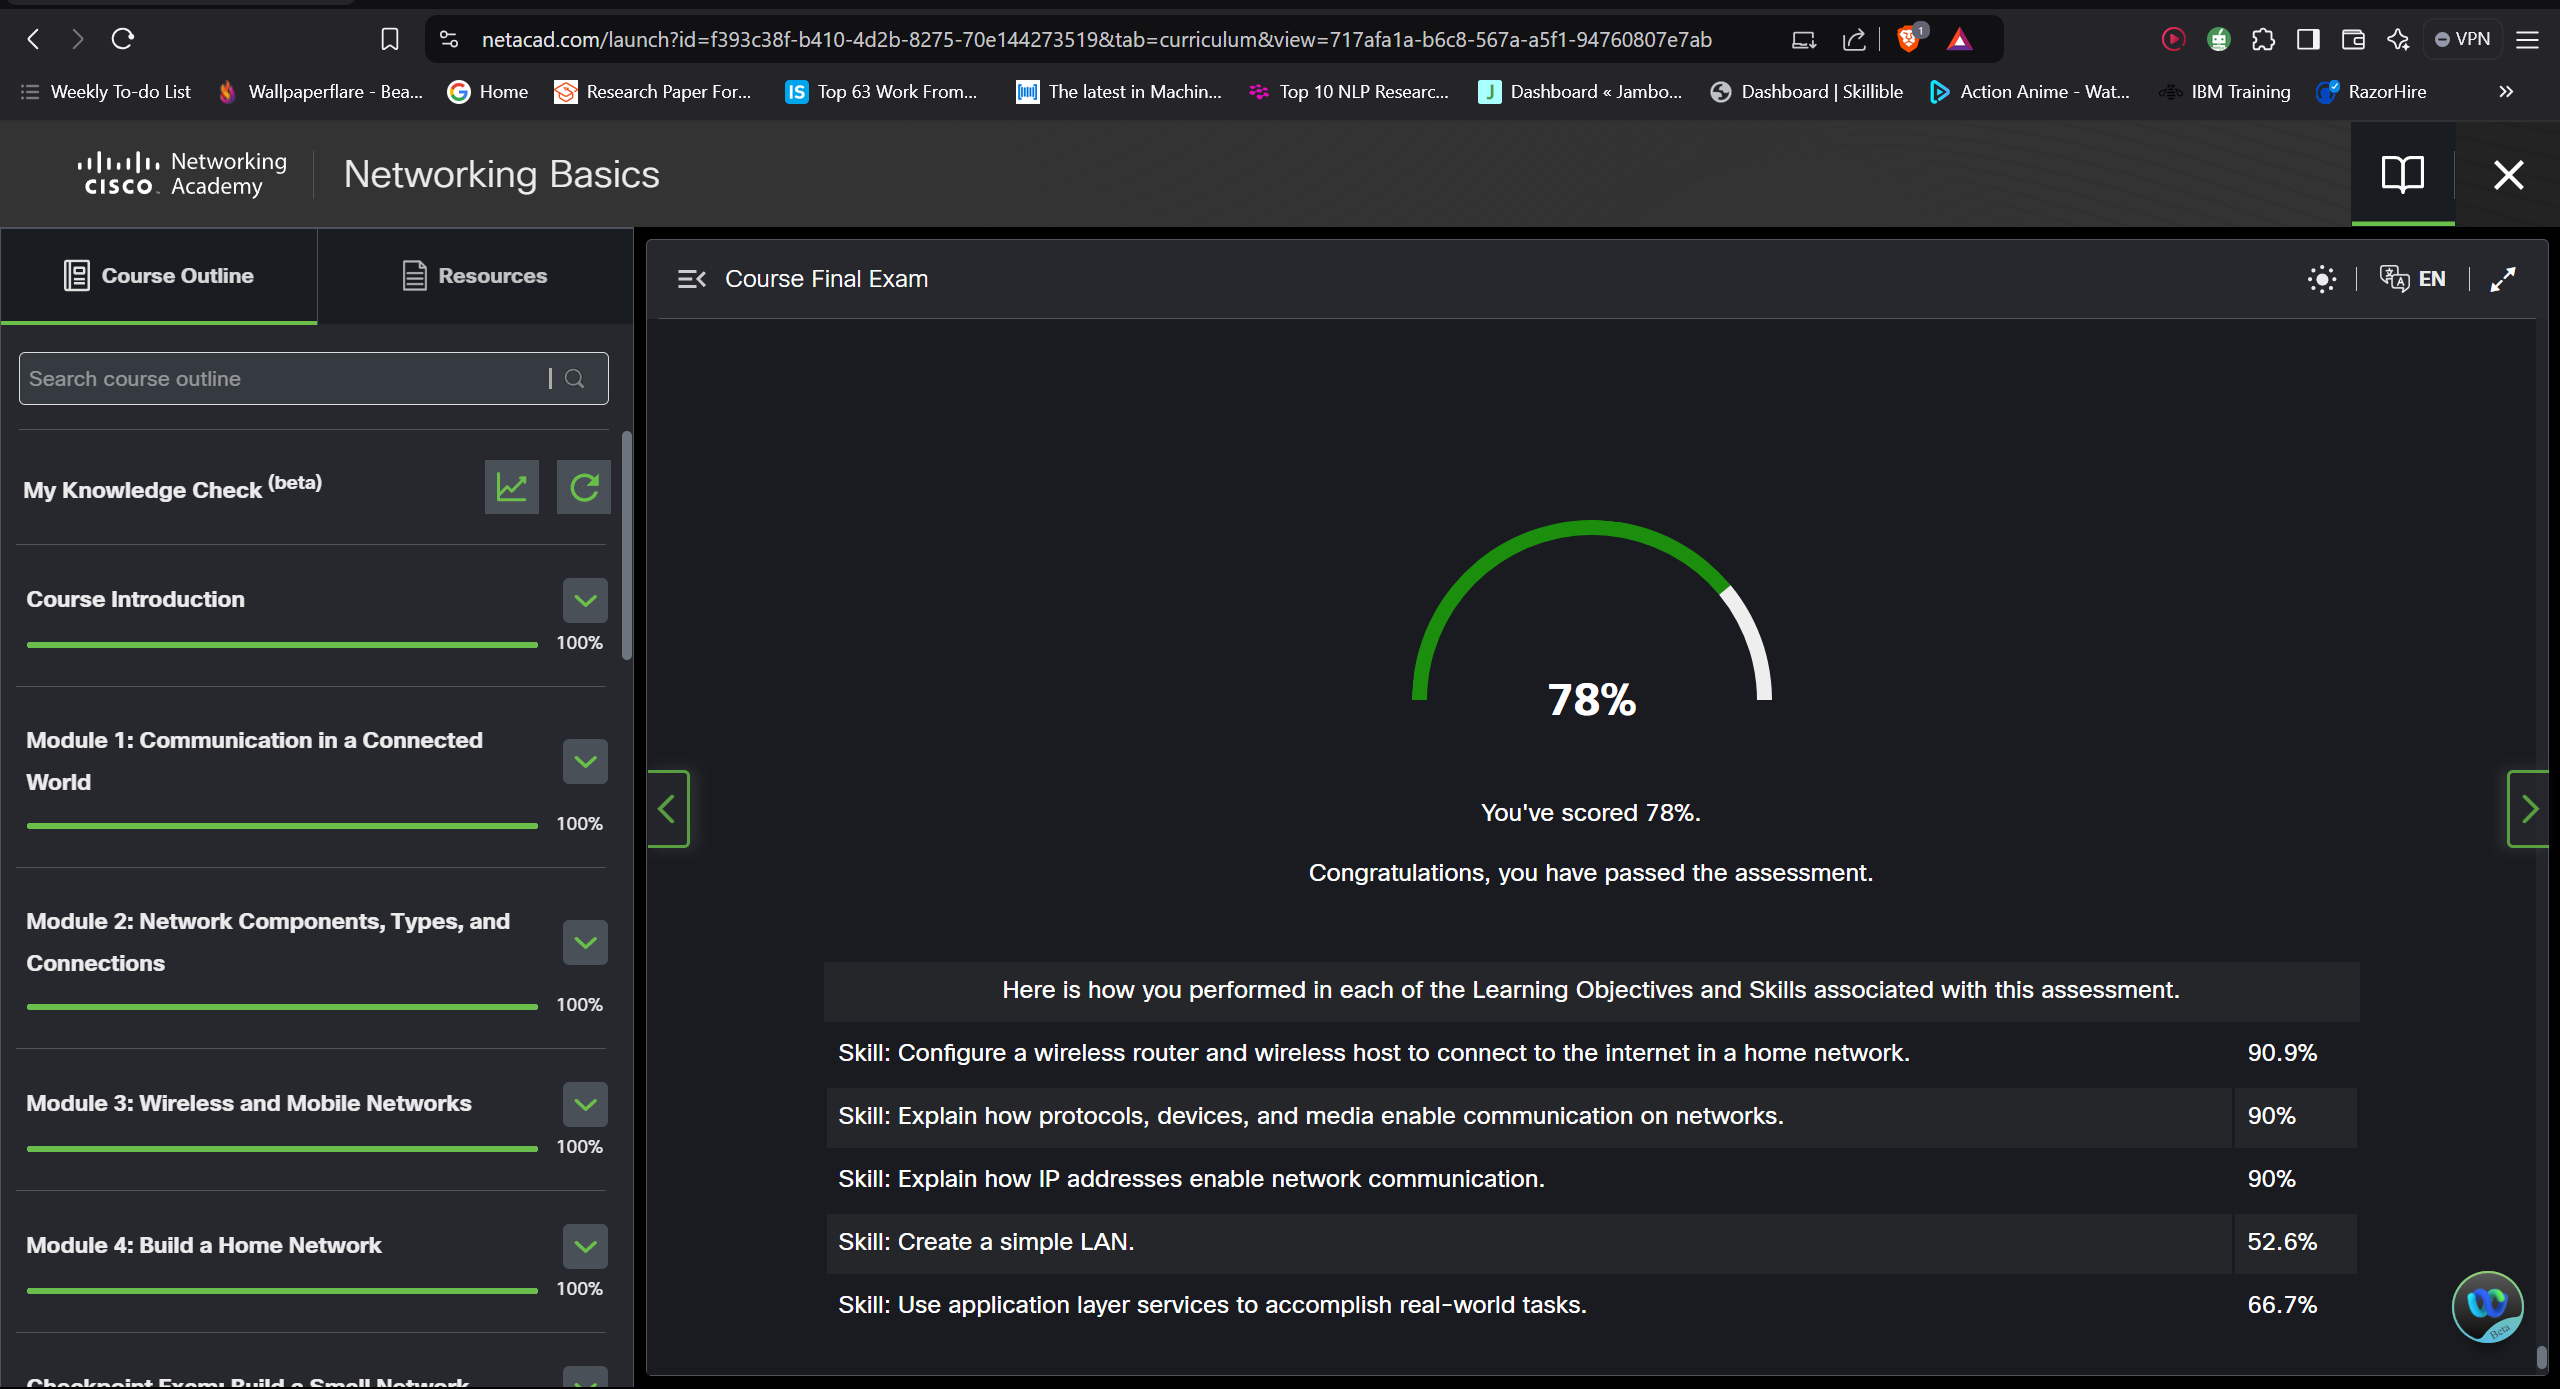 netacad.com/launch?id=f393c38f-b410-4d2b-8275-70e144273519&tab=curriculum&view=717afa1a-b6c8-567a-a5f1-94760807e7ab
1
VPN
Weekly To-do List
Wallpaperflare - Bea...
Home
Research Paper For...
IS
Top 63 Work From...
The latest in Machin...
Top 10 NLP Researc...
J
Dashboard « Jambo...
Dashboard | Skillible
Action Anime - Wat...
IBM Training
RazorHire
»
CISCO
Networking
Academy
Networking Basics
Course Outline
Resources
Search course outline
My Knowledge Check (beta)
Course Introduction
100%
Module 1: Communication in a Connected
World
100%
Module 2: Network Components, Types, and
Connections
100%
Module 3: Wireless and Mobile Networks
100%
Module 4: Build a Home Network
100%
Checkpoint Exam: Build a Small Network
Course Final Exam
EN
78%
You've scored 78%.
Congratulations, you have passed the assessment.
Here is how you performed in each of the Learning Objectives and Skills associated with this assessment.
Skill: Configure a wireless router and wireless host to connect to the internet in a home network. 90.9%
Skill: Explain how protocols, devices, and media enable communication on networks. 90%
Skill: Explain how IP addresses enable network communication. 90%
Skill: Create a simple LAN. 52.6%
Skill: Use application layer services to accomplish real-world tasks. 66.7%
Beta